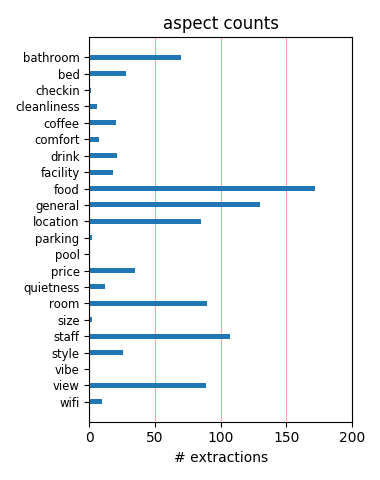 aspect counts
bathroom
bed
checkin
cleanliness
coffee
comfort
drink
facility
food
general
location
parking
pool
price
quietness
room
size
staff
style
vibe
view
wifi
0 50 100 150 200
# extractions